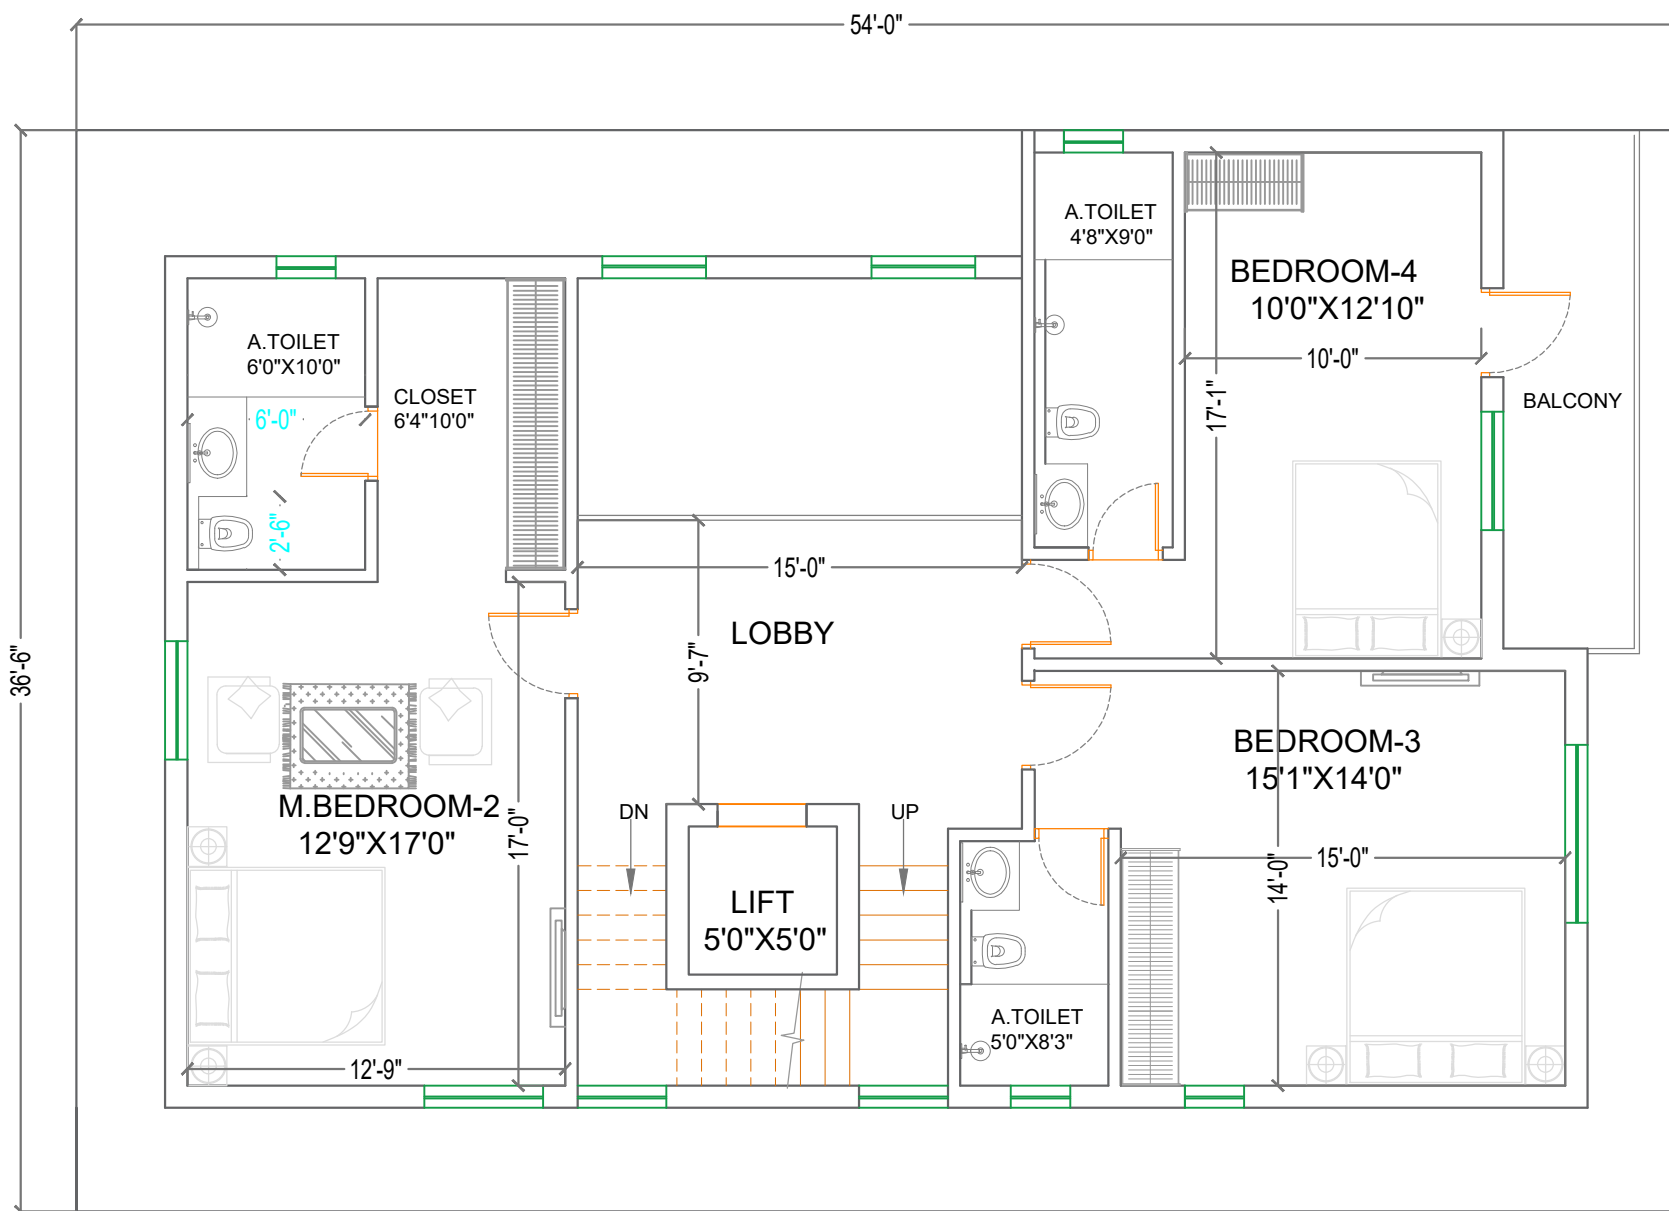 54'-0"
36'-6"
A.TOILET
4'8"X9'0"
BEDROOM-4
10'0"X12'10"
10'-0"
17'-1"
BALCONY
A.TOILET
6'0"X10'0"
CLOSET
6'4"10'0"
6'-0"
2'-6"
15'-0"
LOBBY
9'-7"
BEDROOM-3
15'1"X14'0"
15'-0"
14'-0"
M.BEDROOM-2
12'9"X17'0"
17'-0"
12'-9"
DN
UP
LIFT
5'0"X5'0"
A.TOILET
5'0"X8'3"